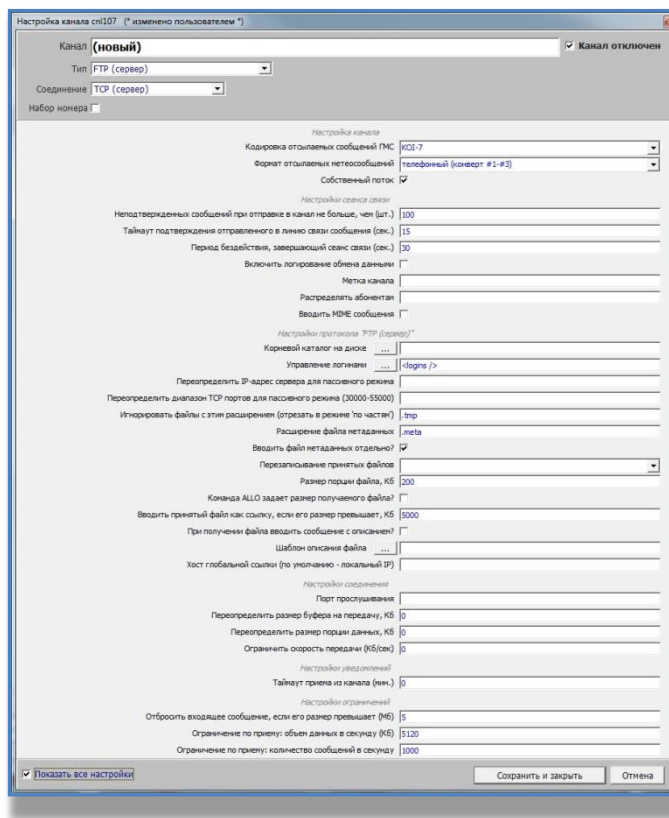 Настройка канала cnl107 (* изменено пользователем *)
Канал (новый) Канал отключен
Тип FTP (сервер)
Соединение TCP (сервер)
Набор номера
Настройка канала
Кодировка отсылаемых сообщений ГМС KOI-7
Формат отсылаемых метеосообщений телефонный (конверт #1-#3)
Собственный поток
Настройки сеанса связи
Неподтвержденных сообщений при отправке в канал не больше, чем (шт.) 100
Таймаут подтверждения отправленного в линию связи сообщения (сек.) 15
Период бездействия, завершающий сеанс связи (сек.) 30
Включить логирование обмена данными
Метка канала
Распределять абонентам
Вводить MIME сообщения
Настройки протокола "FTP (сервер)"
Корневой каталог на диске ...
Управление логинами ... <logins />
Переопределить IP-адрес сервера для пассивного режима
Переопределить диапазон TCP портов для пассивного режима (30000-55000)
Игнорировать файлы с этим расширением (отрезать в режиме 'по частям') .tmp
Расширение файла метаданных .meta
Вводить файл метаданных отдельно?
Перезаписывание принятых файлов
Размер порции файла, Кб 200
Команда ALLO задает размер получаемого файла?
Вводить принятый файл как ссылку, если его размер превышает, Кб 5000
При получении файла вводить сообщение с описанием?
Шаблон описания файла ...
Хост глобальной ссылки (по умолчанию - локальный IP)
Настройки соединения
Порт прослушивания
Переопределить размер буфера на передачу, Кб 0
Переопределить размер порции данных, Кб 0
Ограничить скорость передачи (Кб/сек) 0
Настройки уведомлений
Таймаут приема из канала (мин.) 0
Настройки ограничений
Отбросить входящее сообщение, если его размер превышает (Мб) 5
Ограничение по приему: объем данных в секунду (Кб) 5120
Ограничение по приему: количество сообщений в секунду 1000
Показать все настройки Сохранить и закрыть Отмена